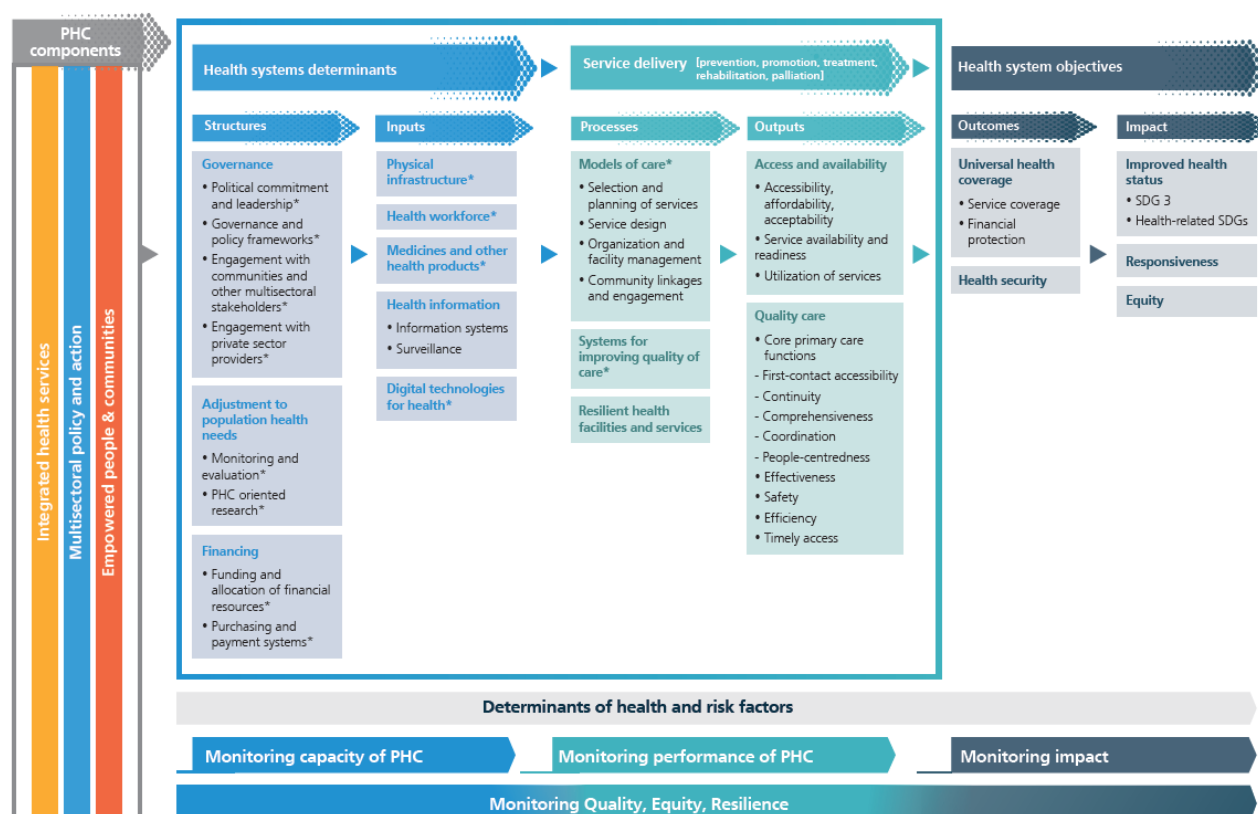 PHC
components
Integrated health services
Multisectoral policy and action
Empowered people & communities
Health systems determinants
Service delivery [prevention, promotion, treatment,
rehabilitation, palliation]
Health system objectives
Structures
Inputs
Processes
Outputs
Outcomes
Impact
Governance
• Political commitment
and leadership*
• Governance and
policy frameworks*
• Engagement with
communities and
other multisectoral
stakeholders*
• Engagement with
private sector
providers*
Adjustment to
population health
needs
• Monitoring and
evaluation*
• PHC oriented
research*
Financing
• Funding and
allocation of financial
resources*
• Purchasing and
payment systems*
Physical
infrastructure*
Health workforce*
Medicines and other
health products*
Health information
• Information systems
• Surveillance
Digital technologies
for health*
Models of care*
• Selection and
planning of services
• Service design
• Organization and
facility management
• Community linkages
and engagement
Systems for
improving quality of
care*
Resilient health
facilities and services
Access and availability
• Accessibility,
affordability,
acceptability
• Service availability and
readiness
• Utilization of services
Quality care
• Core primary care
functions
- First-contact accessibility
- Continuity
- Comprehensiveness
- Coordination
- People-centredness
• Effectiveness
• Safety
• Efficiency
• Timely access
Universal health
coverage
• Service coverage
• Financial
protection
Health security
Improved health
status
• SDG 3
• Health-related SDGs
Responsiveness
Equity
Determinants of health and risk factors
Monitoring capacity of PHC
Monitoring performance of PHC
Monitoring impact
Monitoring Quality, Equity, Resilience